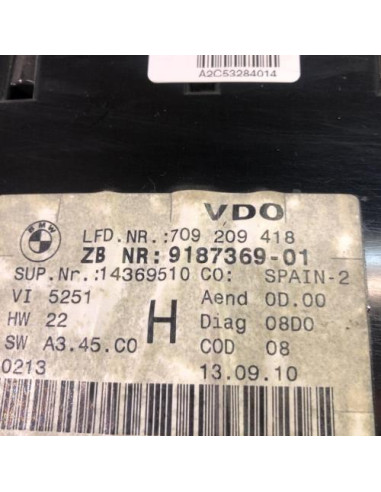 A2C53284014
BMW
VDO
LFD.NR.:709 209 418
ZB NR:9187369-01
SUP.Nr.:14369510 CO: SPAIN-2
VI 5251 Aend 0D.00
HW 22 H Diag 08D0
SW A3.45.C0 COD 08
0213 13.09.10